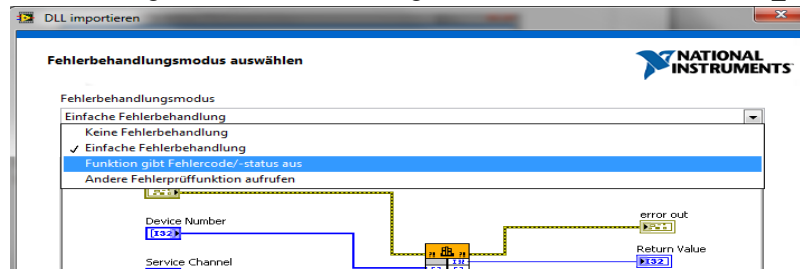 DLL importieren
Fehlerbehandlungsmodus auswählen
NATIONAL
INSTRUMENTS
Fehlerbehandlungsmodus
Einfache Fehlerbehandlung
Keine Fehlerbehandlung
✓ Einfache Fehlerbehandlung
Funktion gibt Fehlercode/-status aus
Andere Fehlerprüffunktion aufrufen
Device Number
I32
error out
Return Value
I32
Service Channel